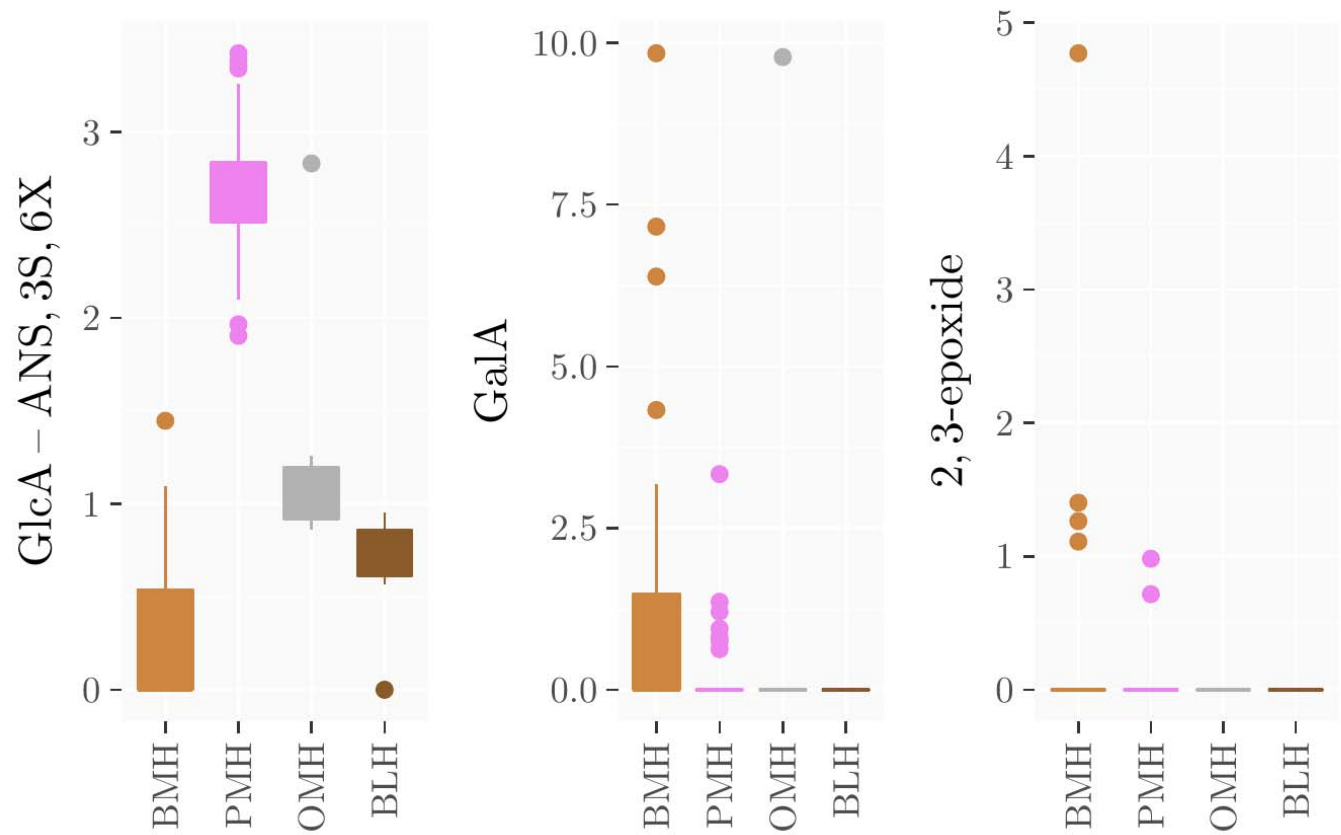 GlcA – ANS, 3S, 6X
3
2
1
0
BMH
PMH
OMH
BLH
GalA
10.0
7.5
5.0
2.5
0.0
BMH
PMH
OMH
BLH
2, 3-epoxide
5
4
3
2
1
0
BMH
PMH
OMH
BLH